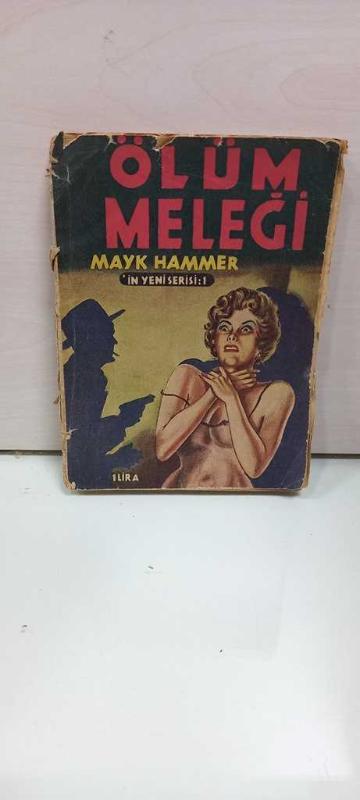 ÖLÜM
MELEĞİ
MAYK HAMMER
'İN YENİ SERİSİ: 1
1 LİRA